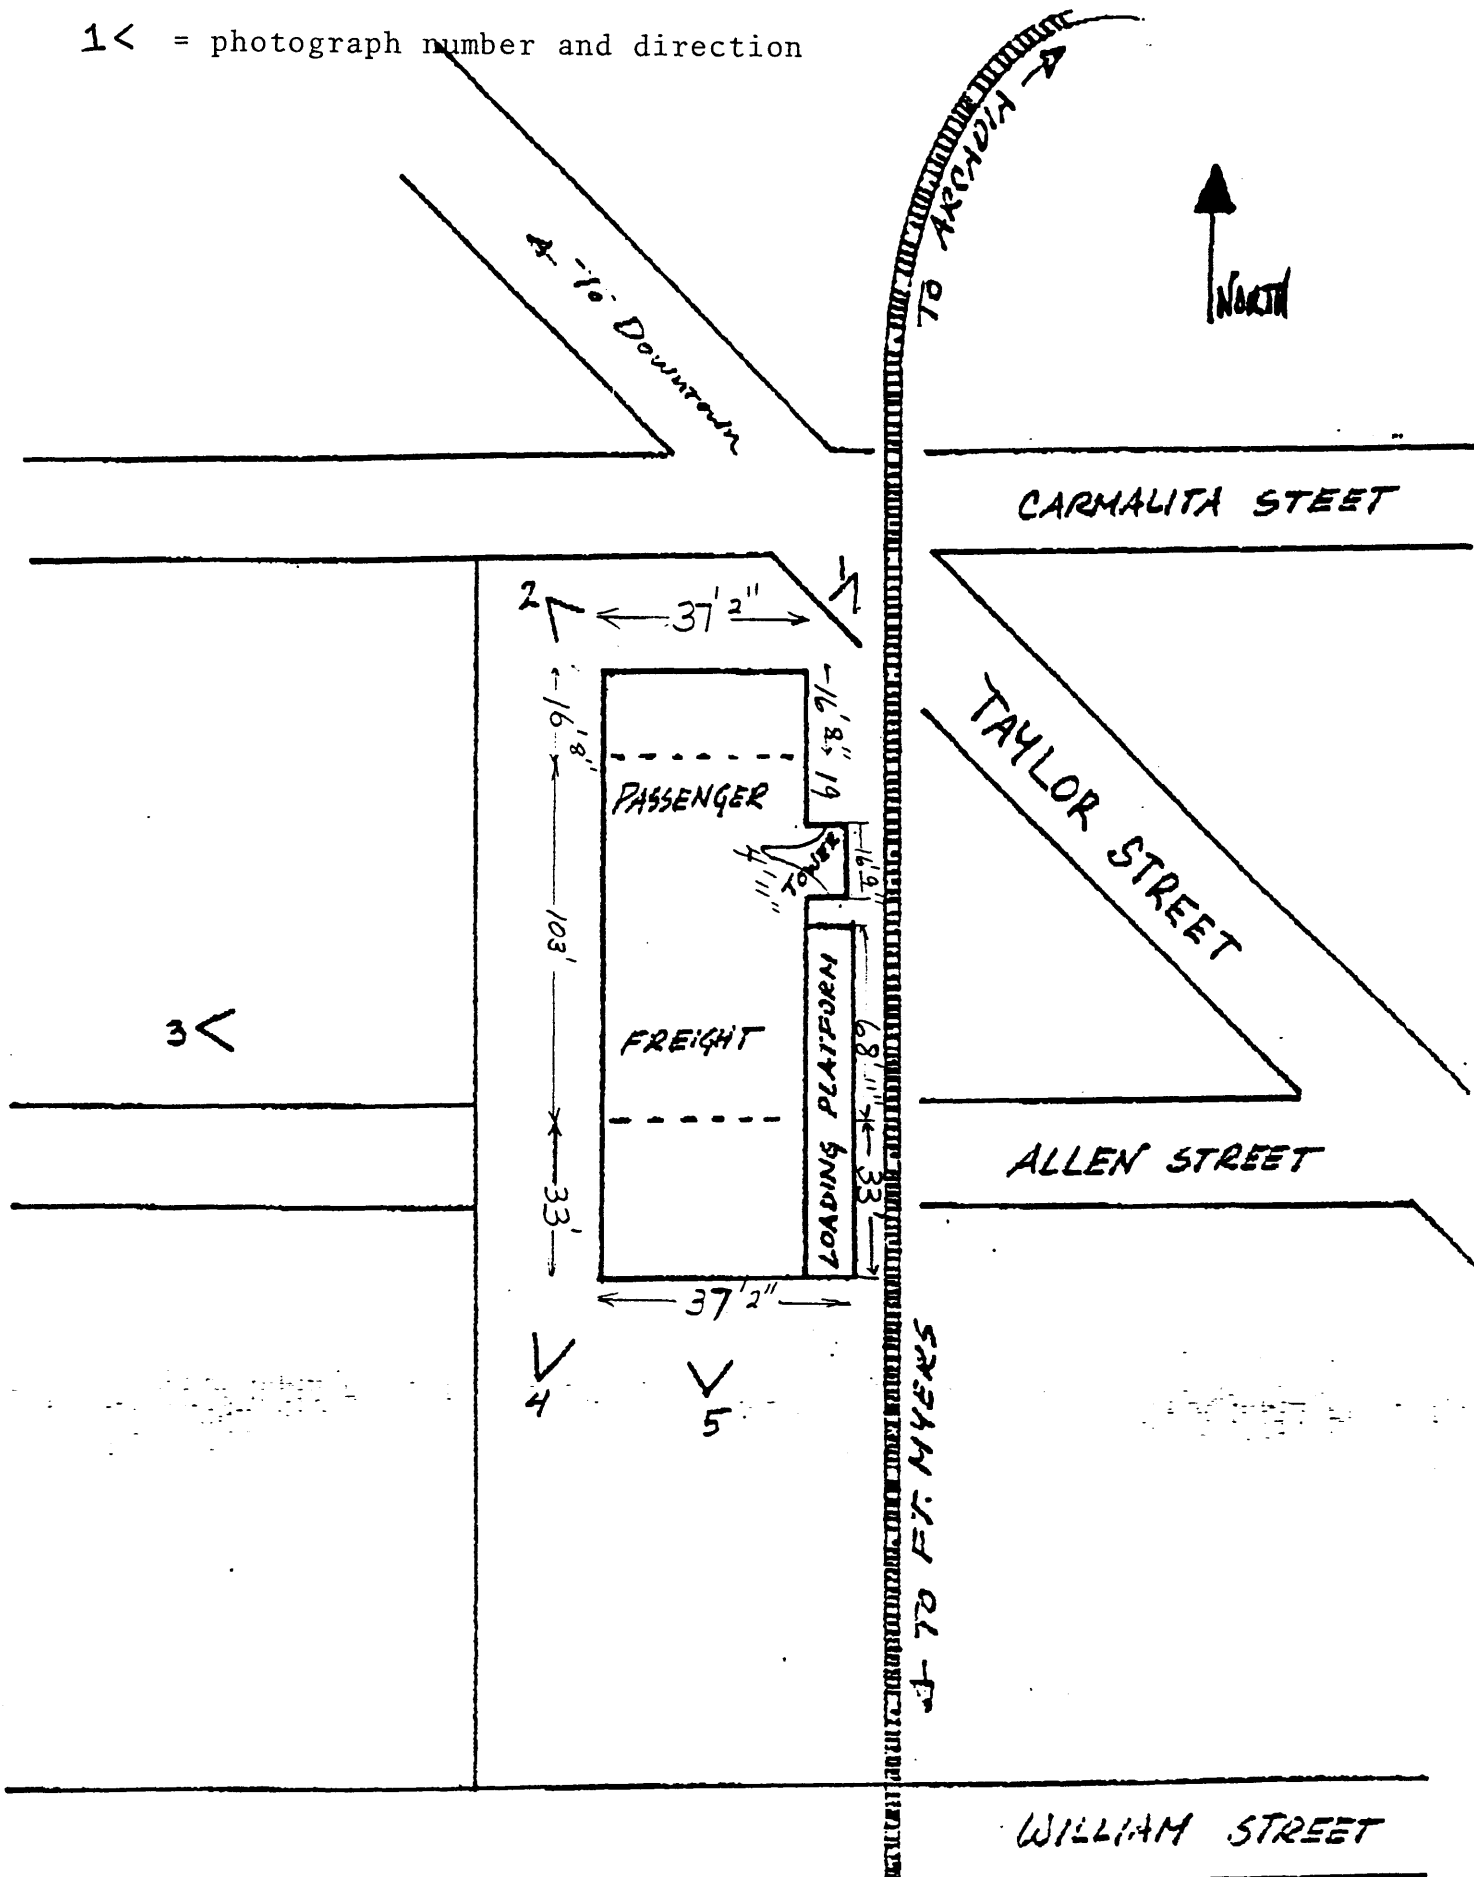 1< = photograph number and direction
TO ARCADIA
NORTH
To Downtown
CARMALITA STEET
1
2
37'2"
16'8"
16'8"
19
TAYLOR STREET
PASSENGER
TOWER
16'9"
4'11"
103'
3<
FREIGHT
LOADING PLATFORM
68'11"
ALLEN STREET
33'
33'
37'2"
4
5
TO FT. MYERS
WILLIAM STREET